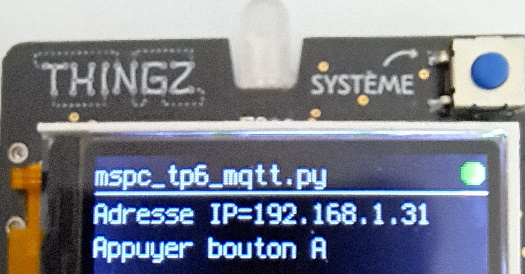 THINGZ
SYSTÈME
mspc_tp6_mqtt.py
Adresse IP=192.168.1.31
Appuyer bouton A